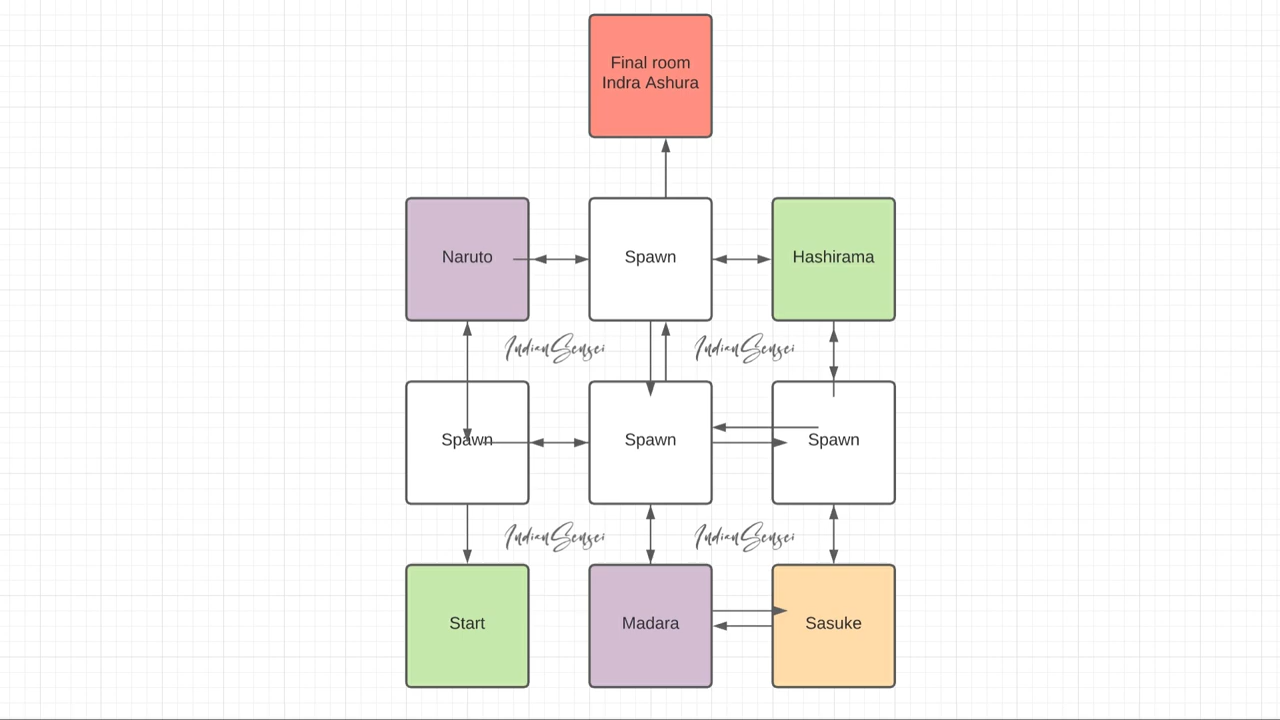 Final room
Indra Ashura
Naruto
Spawn
Hashirama
IndianSensei
IndianSensei
Spawn
Spawn
Spawn
IndianSensei
IndianSensei
Start
Madara
Sasuke